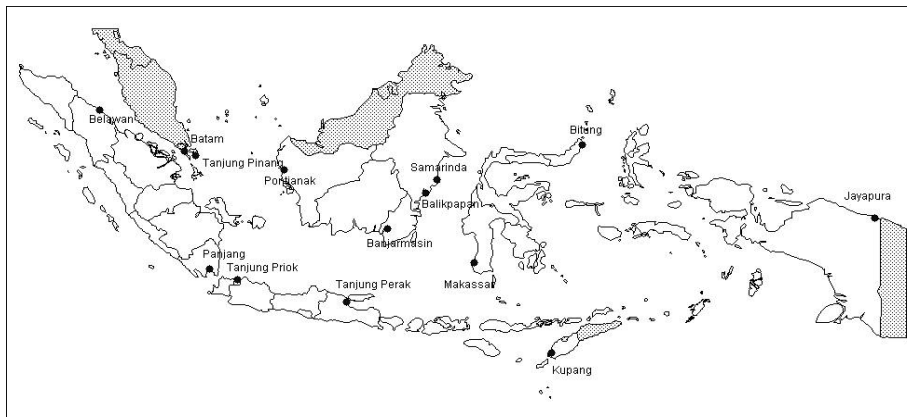 Belawan
Batam
Tanjung Pinang
Pontianak
Samarinda
Bitung
Balikpapan
Jayapura
Banjarmasin
Panjang
Tanjung Priok
Tanjung Perak
Makassar
Kupang